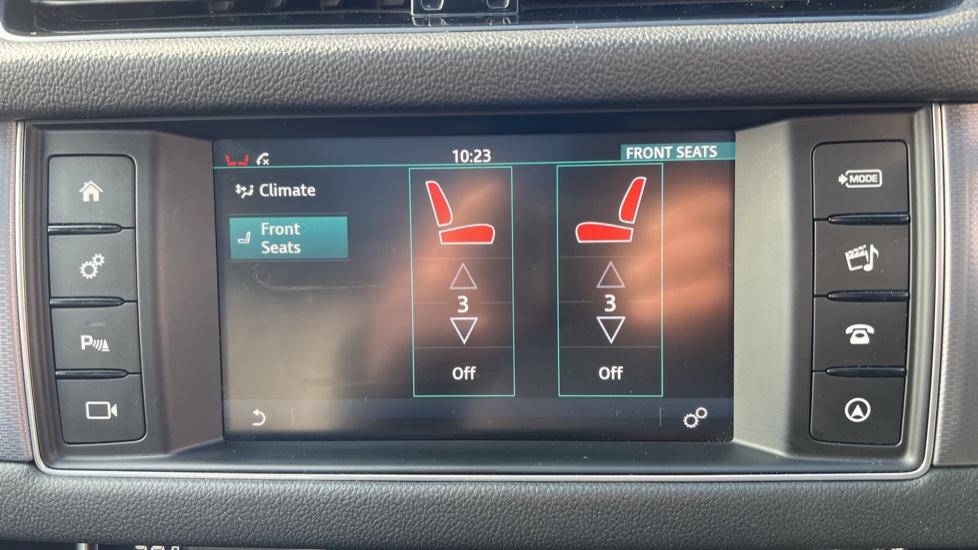 10:23
FRONT SEATS
Climate
Front
Seats
3
3
Off
Off
P
MODE